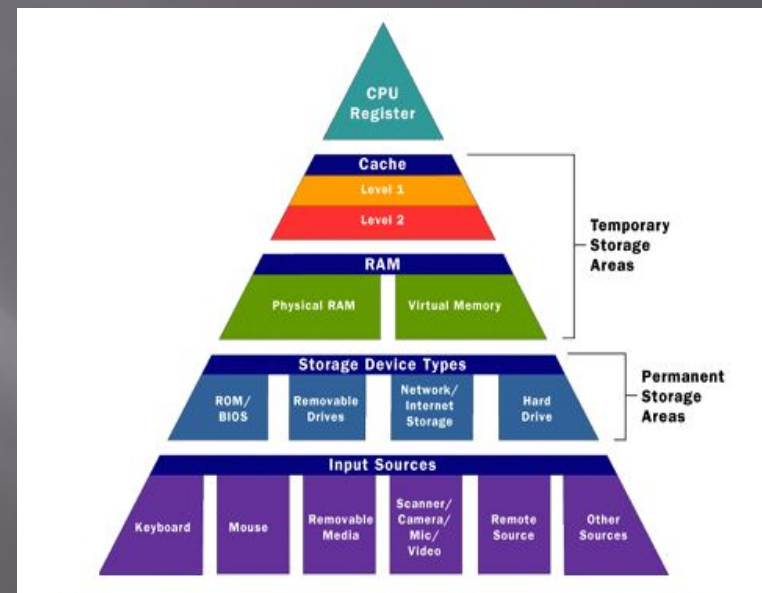 CPU
Register
Cache
Level 1
Level 2
Temporary
Storage
Areas
RAM
Physical RAM
Virtual Memory
Storage Device Types
ROM/
BIOS
Removable
Drives
Network/
Internet
Storage
Hard
Drive
Permanent
Storage
Areas
Input Sources
Keyboard
Mouse
Removable
Media
Scanner/
Camera/
Mic/
Video
Remote
Source
Other
Sources